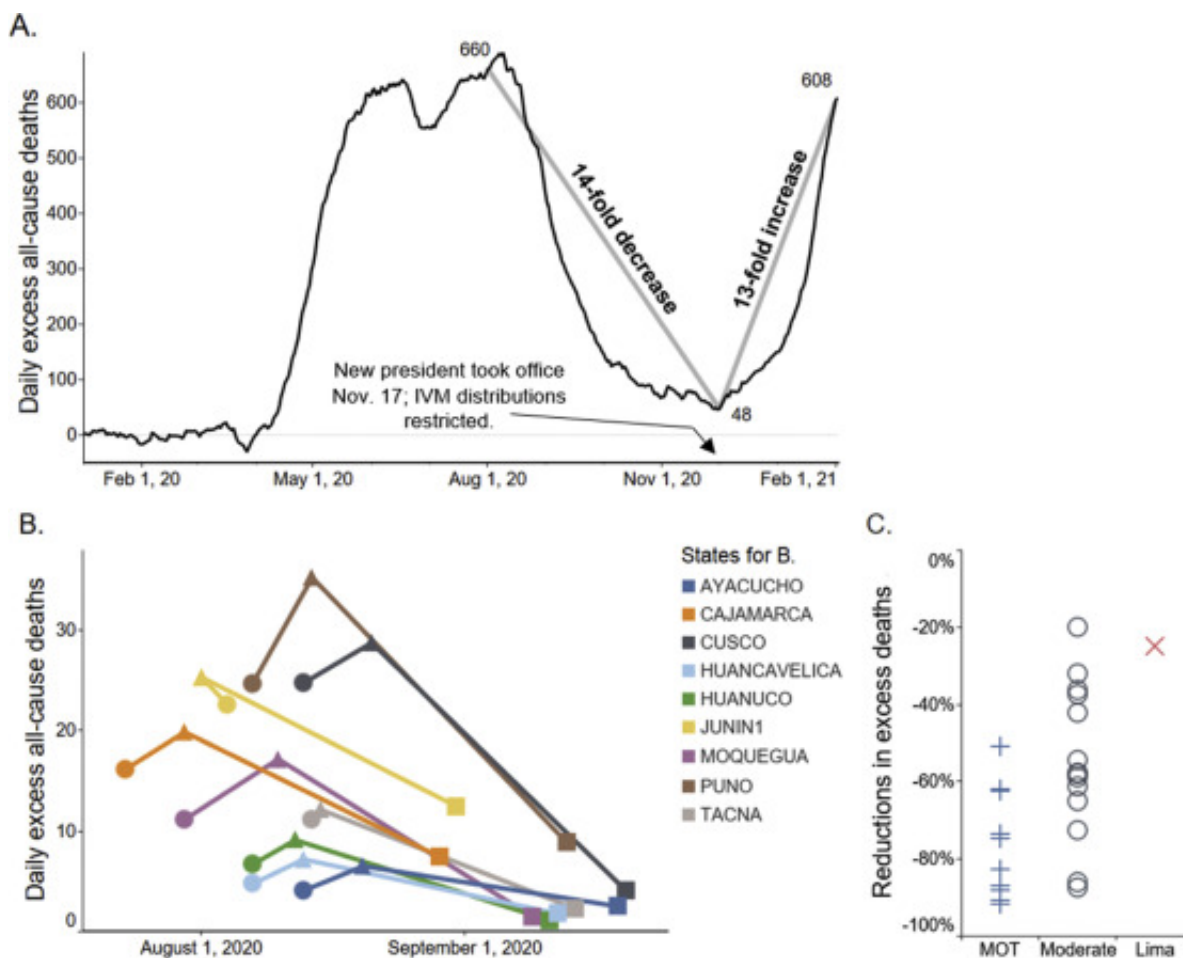 A.
Daily excess all-cause deaths
600
500
400
300
200
100
0
660
608
14-fold decrease
13-fold increase
New president took office
Nov. 17; IVM distributions
restricted.
48
Feb 1, 20
May 1, 20
Aug 1, 20
Nov 1, 20
Feb 1, 21
B.
Daily excess all-cause deaths
30
20
10
0
August 1, 2020
September 1, 2020
States for B.
AYACUCHO
CAJAMARCA
CUSCO
HUANCAVELICA
HUANUCO
JUNIN1
MOQUEGUA
PUNO
TACNA
C.
Reductions in excess deaths
0%
-20%
-40%
-60%
-80%
-100%
MOT
Moderate
Lima